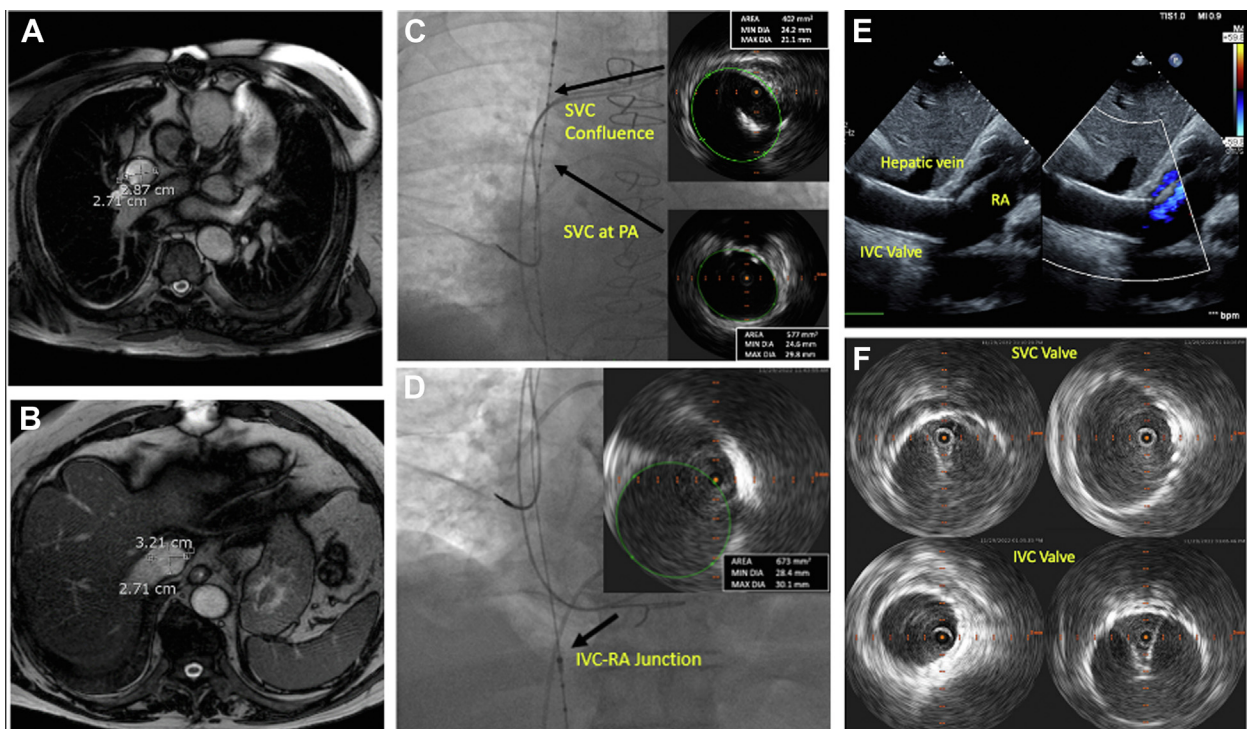 A
2.87 cm
2.71 cm
B
3.21 cm
2.71 cm
C
AREA 402 mm²
MIN DIA 24.2 mm
MAX DIA 21.1 mm
SVC
Confluence
SVC at PA
AREA 577 mm²
MIN DIA 24.6 mm
MAX DIA 29.8 mm
D
AREA 673 mm²
MIN DIA 28.4 mm
MAX DIA 30.1 mm
IVC-RA Junction
E
TIS1.0 MI 0.9
Hepatic vein
RA
IVC Valve
*** bpm
F
SVC Valve
IVC Valve